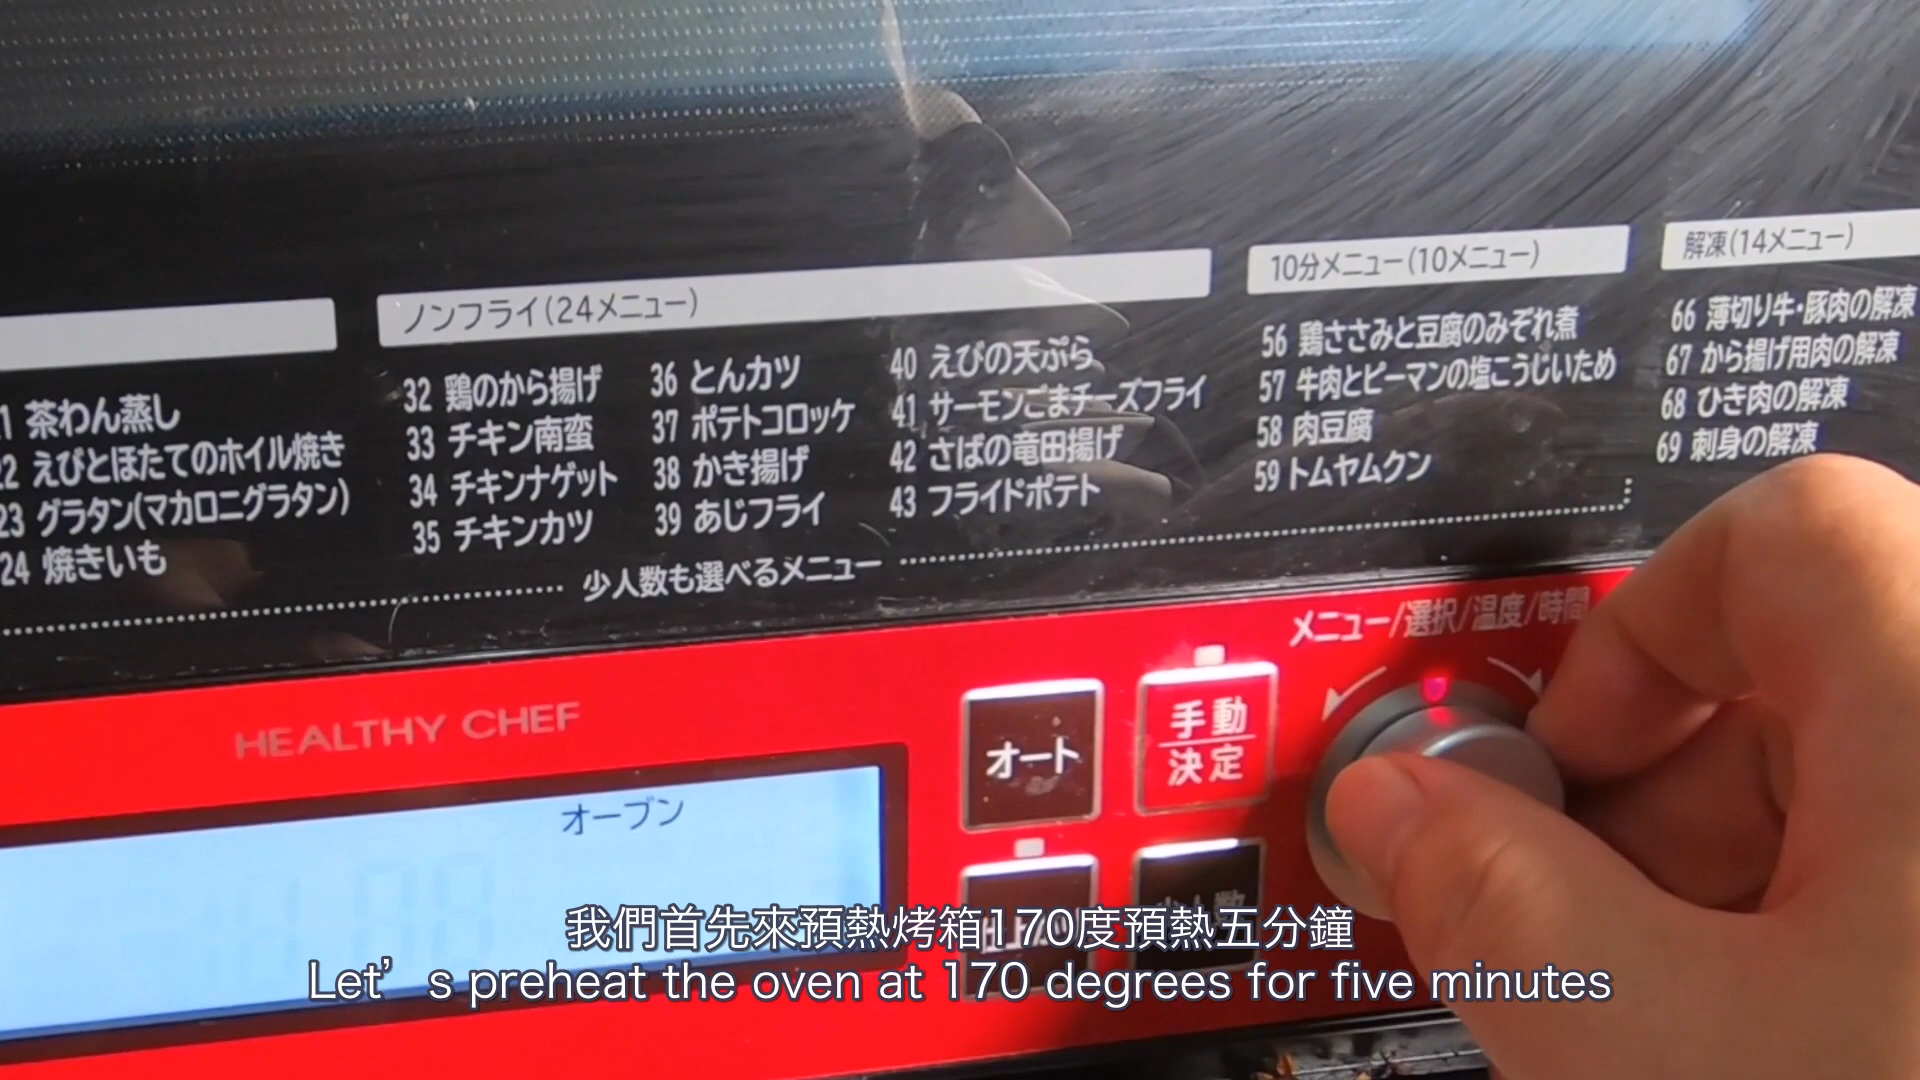 ノンフライ(24メニュー)
10分メニュー(10メニュー)
解凍(14メニュー)
茶わん蒸し
えびとほたてのホイル焼き
23 グラタン(マカロニグラタン)
24 焼きいも
32 鶏のから揚げ
33 チキン南蛮
34 チキンナゲット
35 チキンカツ
36 とんカツ
37 ポテトコロッケ
38 かき揚げ
39 あじフライ
40 えびの天ぷら
41 サーモンごまチーズフライ
42 さばの竜田揚げ
43 フライドポテト
56 鶏ささみと豆腐のみぞれ煮
57 牛肉とピーマンの塩こうじいため
58 肉豆腐
59 トムヤムクン
66 薄切り牛・豚肉の解凍
67 から揚げ用肉の解凍
68 ひき肉の解凍
69 刺身の解凍
少人数も選べるメニュー
メニュー/選択/温度/時間
HEALTHY CHEF
オート
手動
決定
オーブン
我們首先來預熱烤箱170度預熱五分鐘
Let's preheat the oven at 170 degrees for five minutes